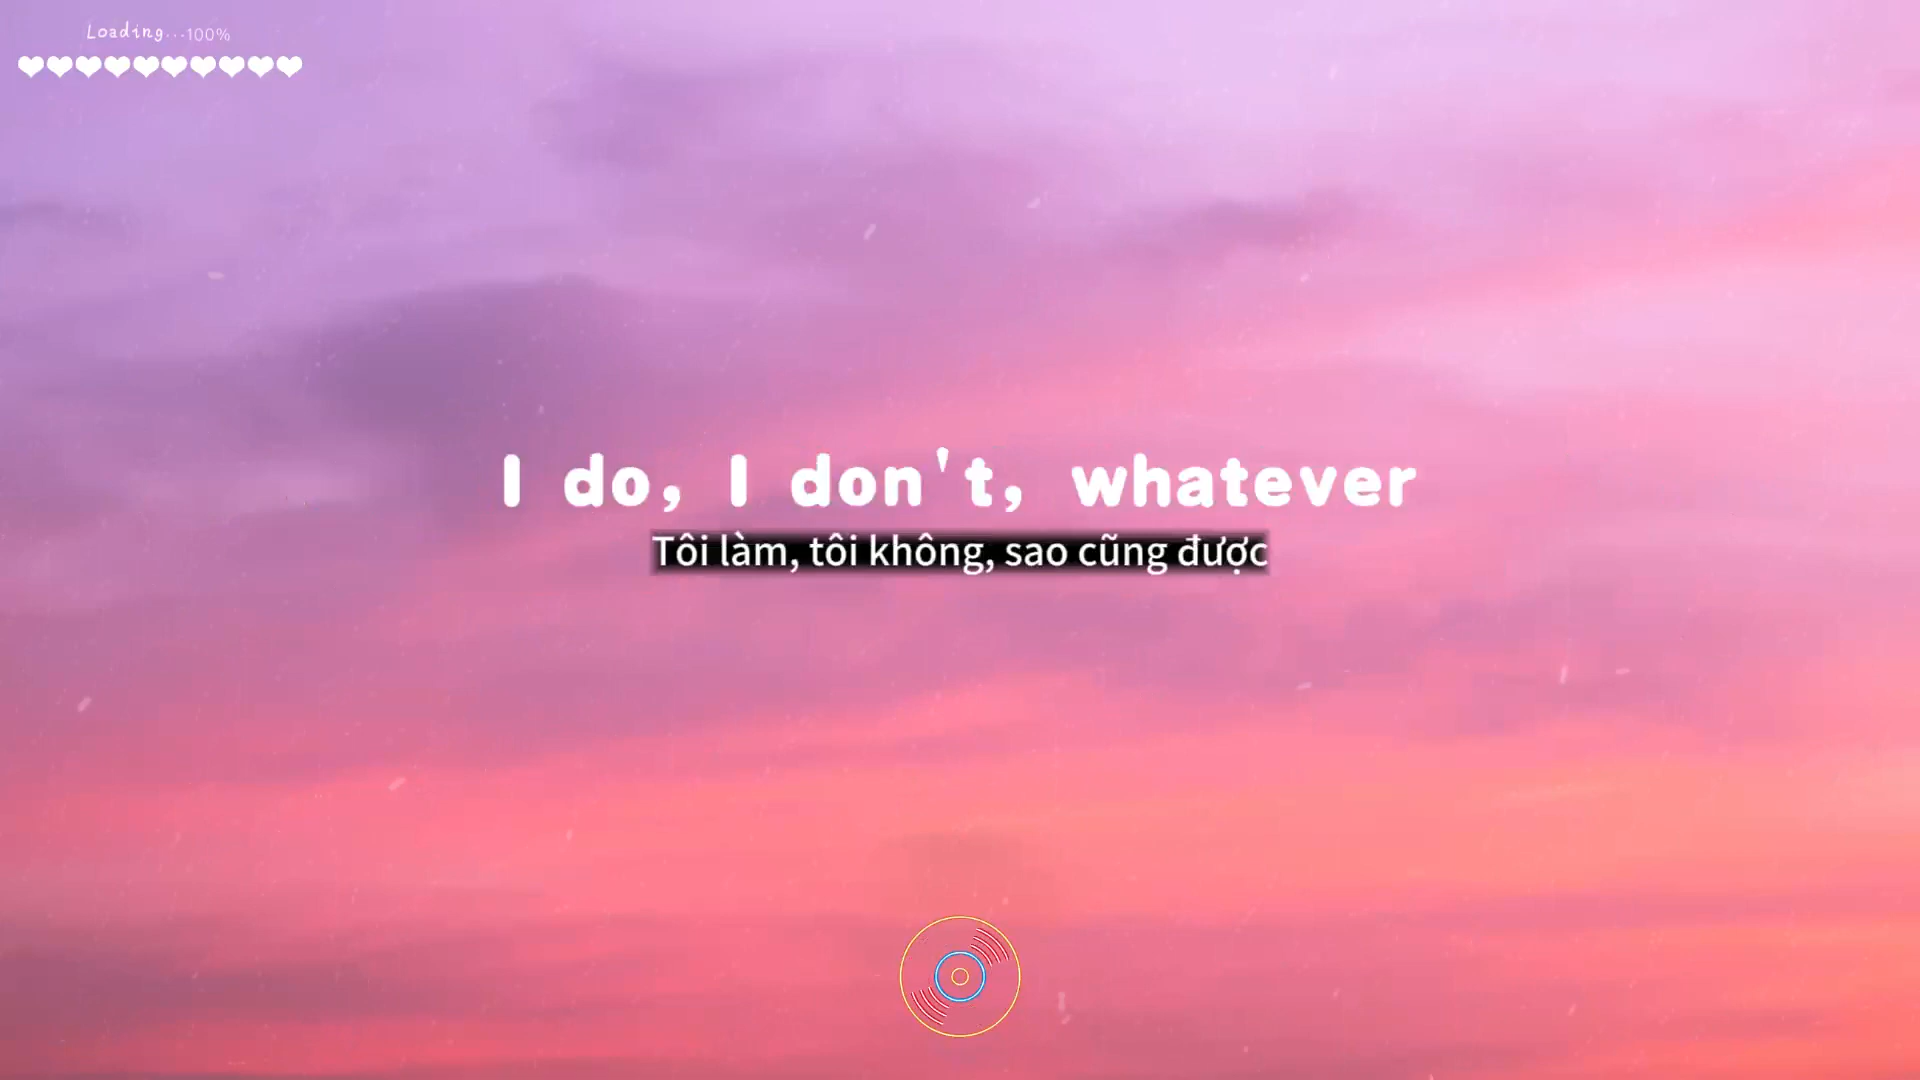 Loading...100%
I do, I don't, whatever
Tôi làm, tôi không, sao cũng được